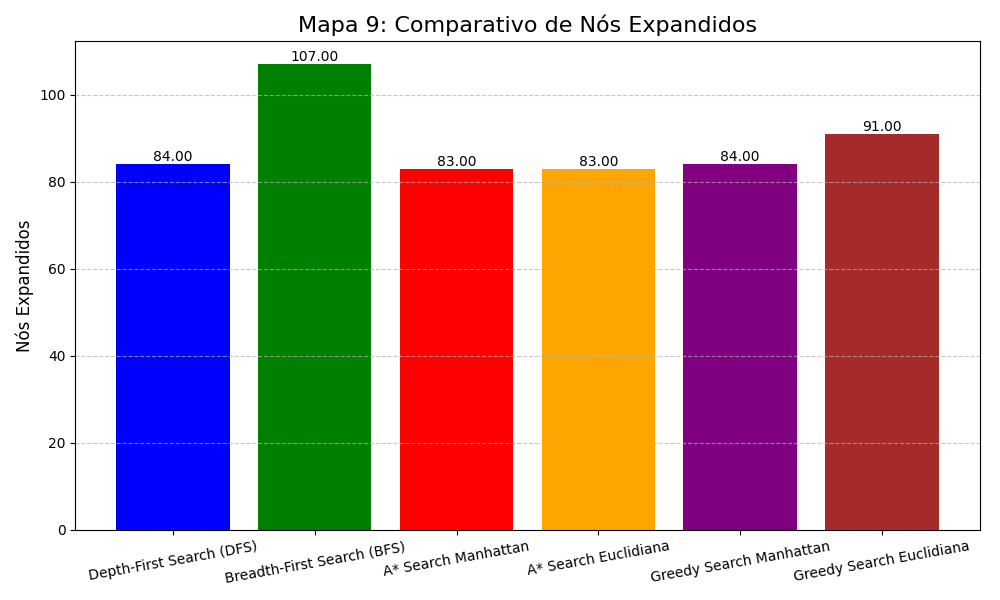 Mapa 9: Comparativo de Nós Expandidos
Nós Expandidos
100
80
60
40
20
0
84.00
107.00
83.00
83.00
84.00
91.00
Depth-First Search (DFS)
Breadth-First Search (BFS)
A* Search Manhattan
A* Search Euclidiana
Greedy Search Manhattan
Greedy Search Euclidiana